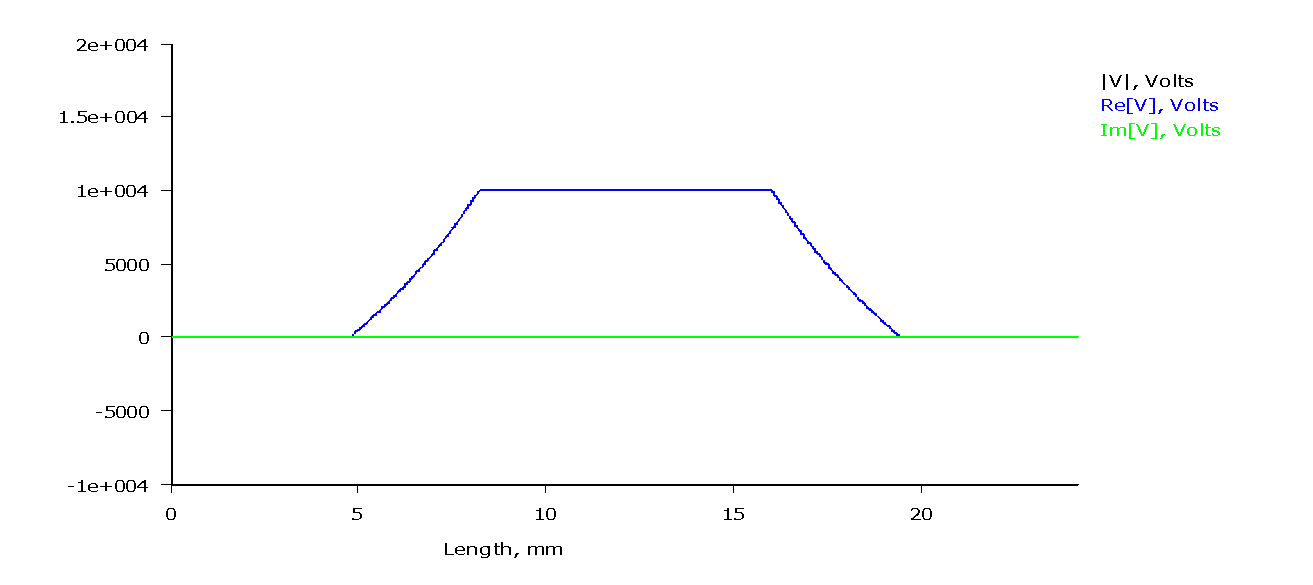 2e+004
1.5e+004
1e+004
5000
0
-5000
-1e+004
0 5 10 15 20
Length, mm
|V|, Volts
Re[V], Volts
Im[V], Volts